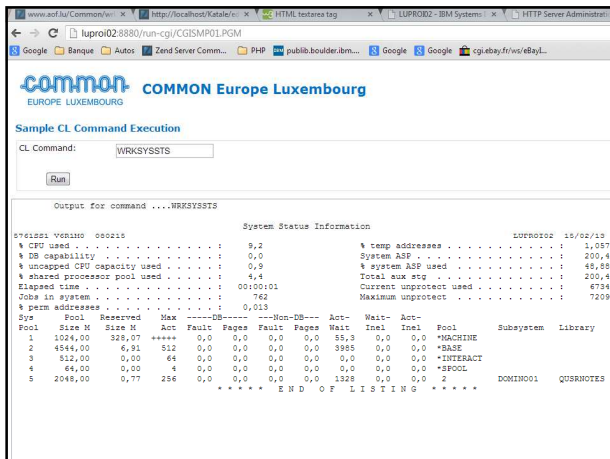 www.aof.lu/Common/wi × http://localhost/Katale/e × HTML textarea tag × LUPROI02 - IBM Systems × HTTP Server Administrati
luproi02:8880/run-cgi/CGISMP01.PGM
Google Banque Autos Zend Server Comm... PHP publib.boulder.ibm.... Google Google cgi.ebay.fr/ws/eBayI...
common
EUROPE LUXEMBOURG
COMMON Europe Luxembourg
Sample CL Command Execution
CL Command: WRKSYSSTS
Run
Output for command ....WRKSYSSTS
System Status Information
5761SS1 V6R1M0 080215 LUPROI02 15/02/13
% CPU used . . . . . . . . . . . . . : 9,2 % temp addresses . . . . . . . . . . : 1,057
% DB capability . . . . . . . . . . : 0,0 System ASP . . . . . . . . . . . . . : 200,4
% uncapped CPU capacity used . . . . : 0,9 % system ASP used . . . . . . . . . : 48,88
% shared processor pool used . . . . : 4,4 Total aux stg . . . . . . . . . . . : 200,4
Elapsed time . . . . . . . . . . . . : 00:00:01 Current unprotect used . . . . . . . : 6734
Jobs in system . . . . . . . . . . . : 762 Maximum unprotect . . . . . . . . . : 7209
% perm addresses . . . . . . . . . . : 0,013
Sys Pool Reserved Max ----DB----- ---Non-DB--- Act- Wait- Act-
Pool Size M Size M Act Fault Pages Fault Pages Wait Inel Inel Pool Subsystem Library
1 1024,00 328,07 +++++ 0,0 0,0 0,0 0,0 55,3 0,0 0,0 *MACHINE
2 4544,00 6,91 512 0,0 0,0 0,0 0,0 3985 0,0 0,0 *BASE
3 512,00 0,00 64 0,0 0,0 0,0 0,0 0,0 0,0 0,0 *INTERACT
4 64,00 0,00 4 0,0 0,0 0,0 0,0 0,0 0,0 0,0 *SPOOL
5 2048,00 0,77 256 0,0 0,0 0,0 0,0 1328 0,0 0,0 2 DOMINO01 QUSRNOTES
* * * * * E N D O F L I S T I N G * * * * *